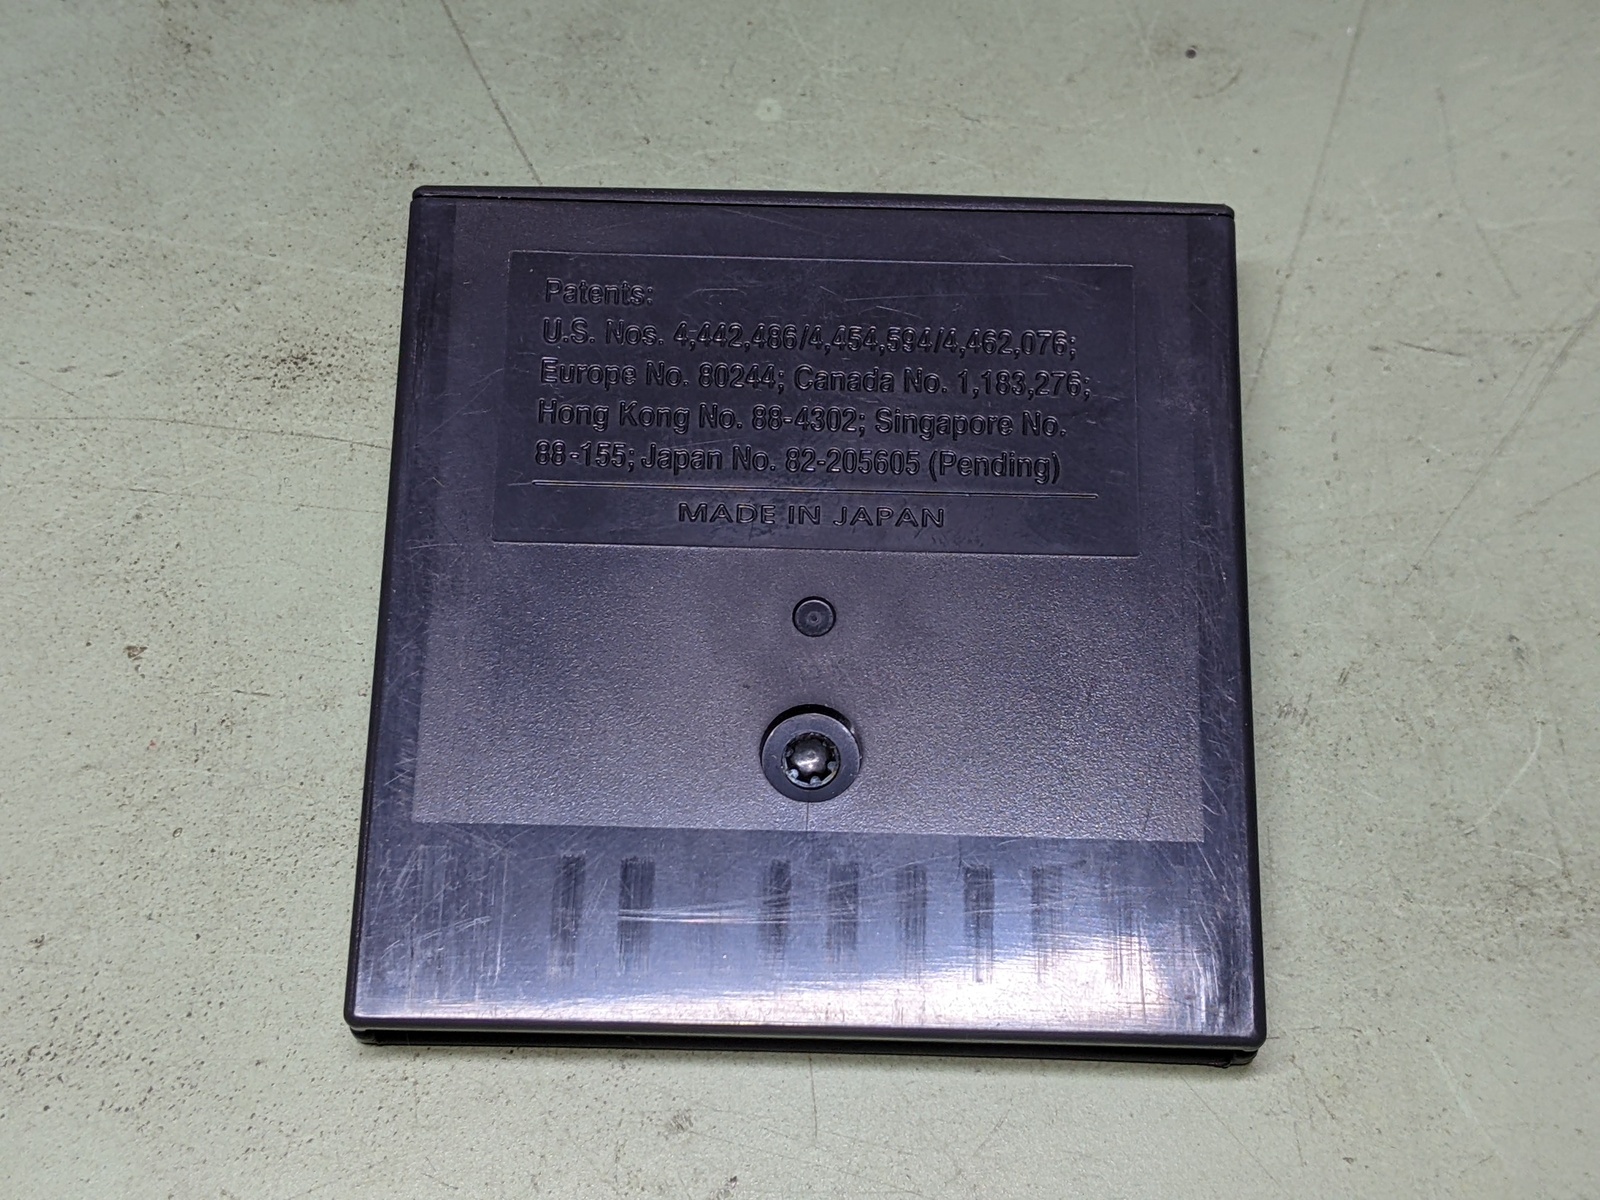 Patents:
U.S. Nos. 4,442,486/4,454,594/4,462,076;
Europe No. 80244; Canada No. 1,183,276;
Hong Kong No. 88-4302; Singapore No.
88-155; Japan No. 82-205605 (Pending)
MADE IN JAPAN